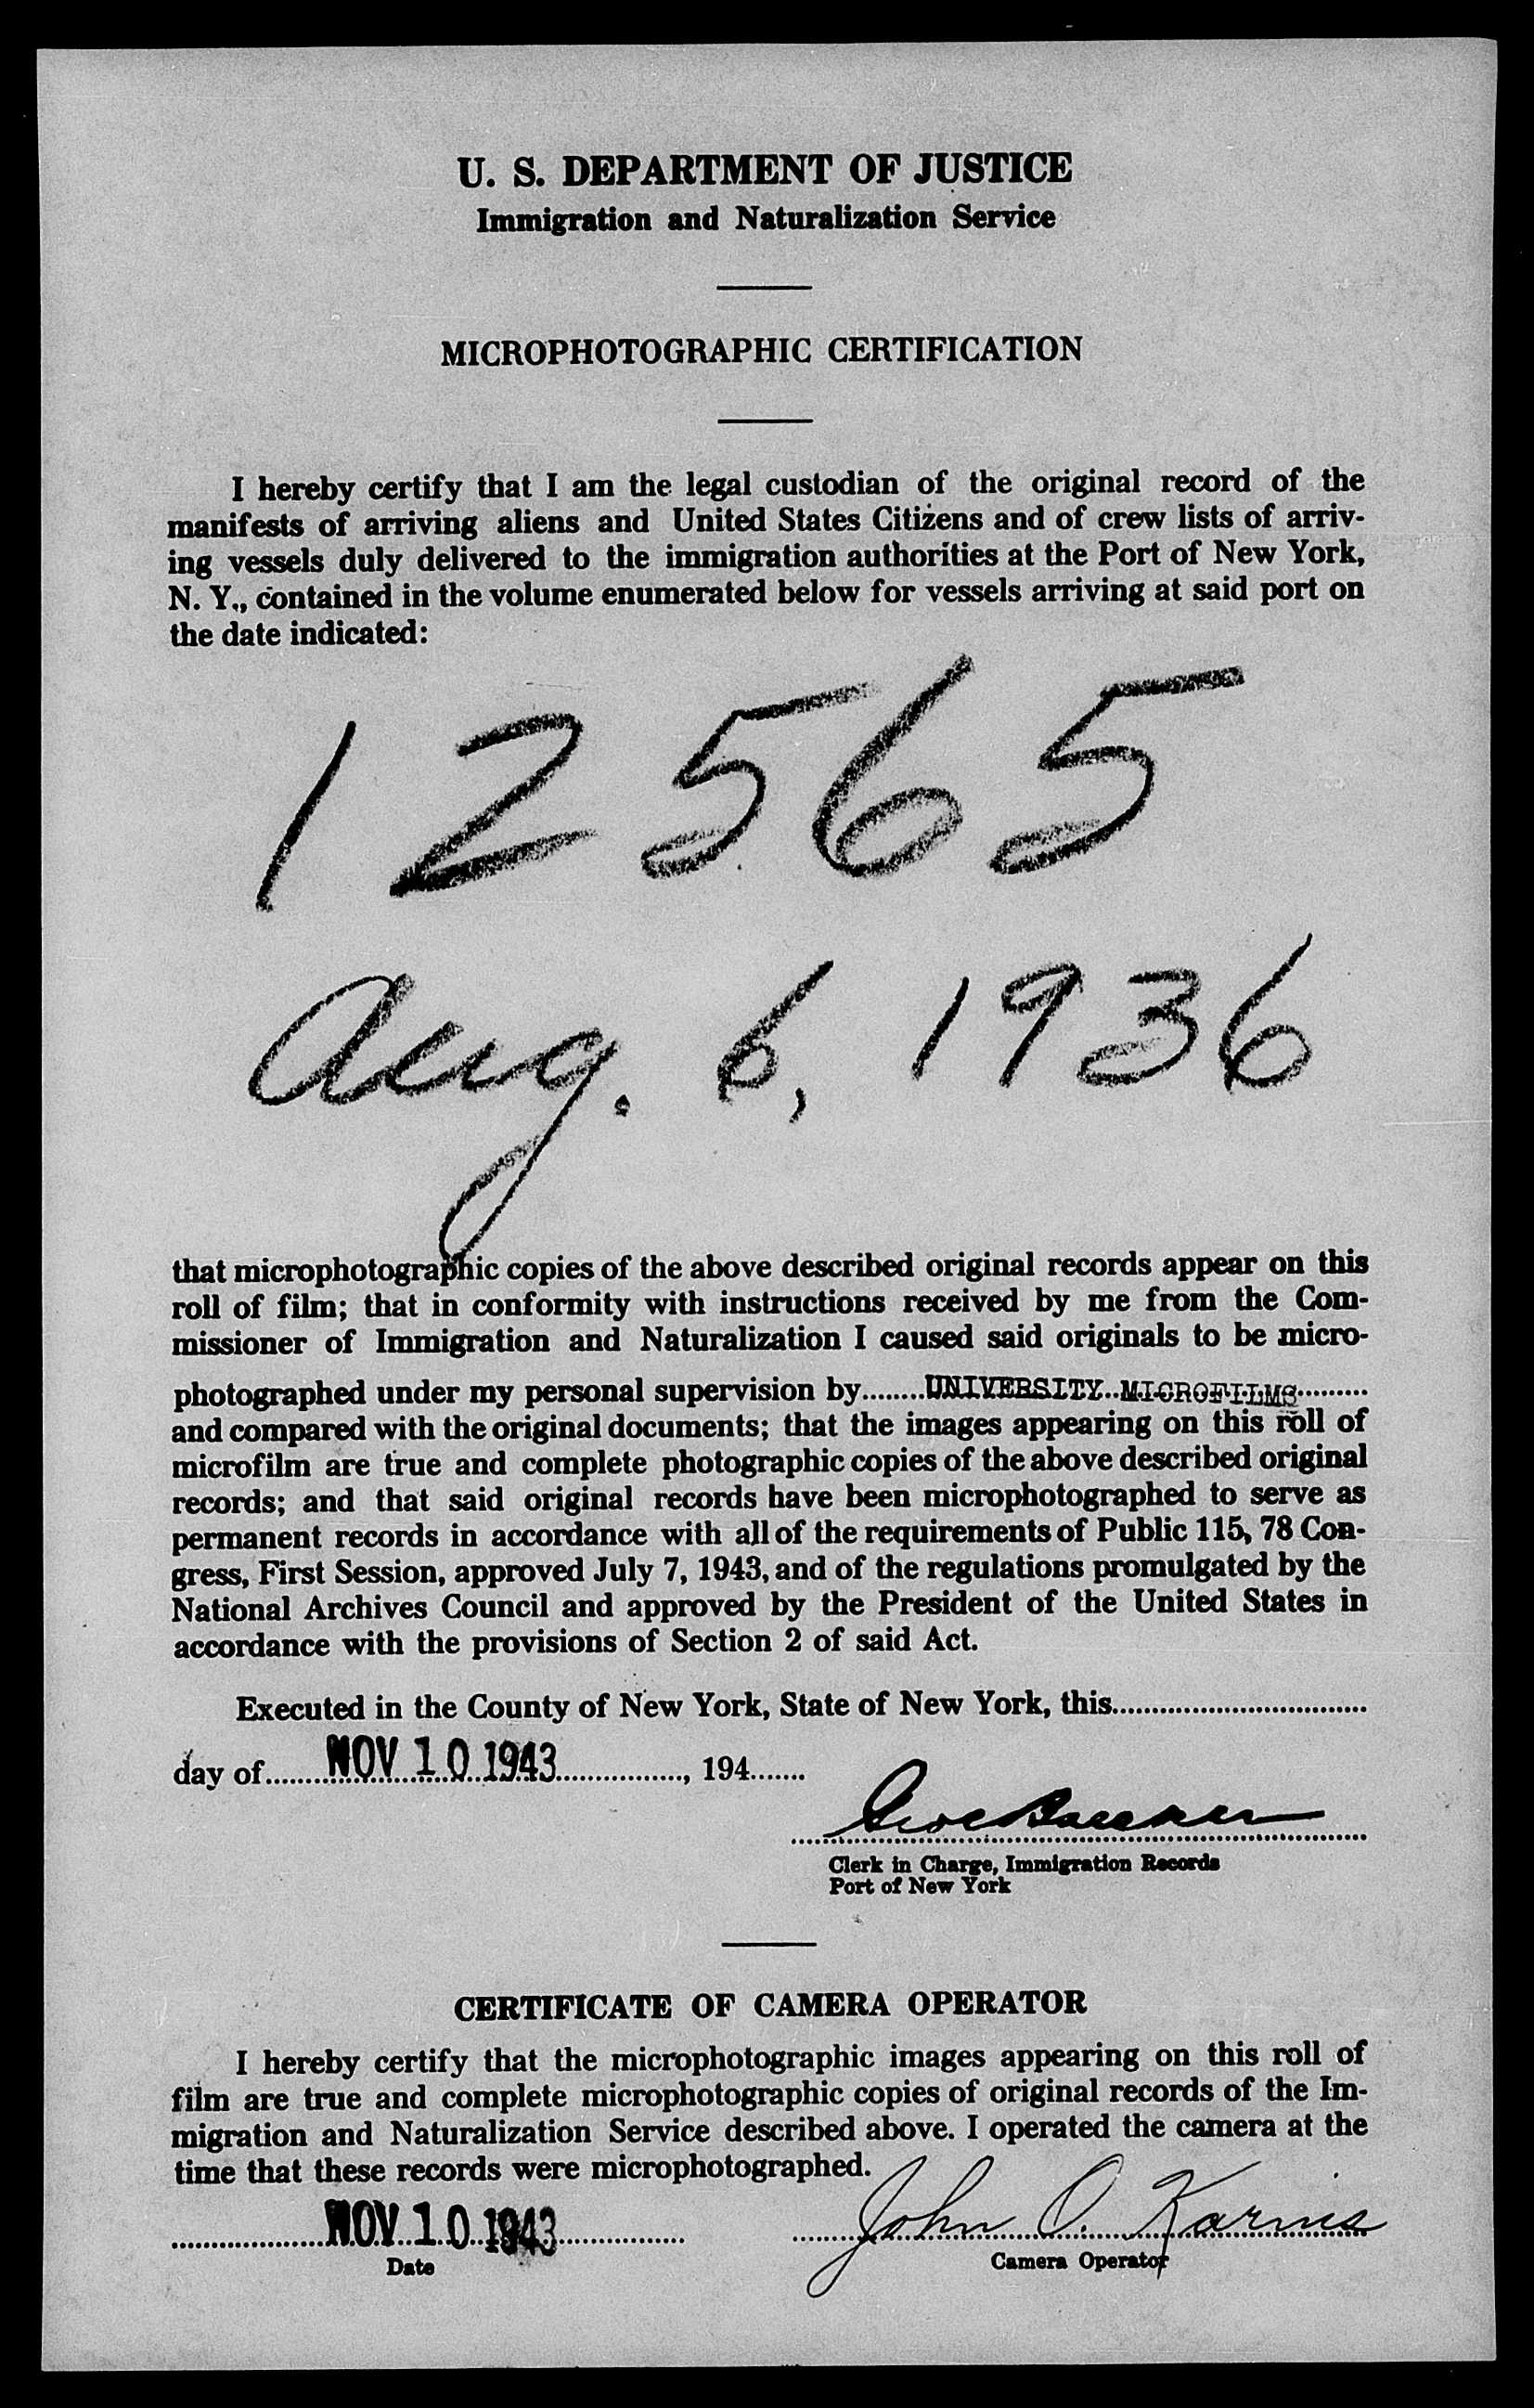 U. S. DEPARTMENT OF JUSTICE
Immigration and Naturalization Service
MICROPHOTOGRAPHIC CERTIFICATION
I hereby certify that I am the legal custodian of the original record of the
manifests of arriving aliens and United States Citizens and of crew lists of arriv-
ing vessels duly delivered to the immigration authorities at the Port of New York,
N. Y., contained in the volume enumerated below for vessels arriving at said port on
the date indicated:
12565
Aug. 6, 1936
that microphotographic copies of the above described original records appear on this
roll of film; that in conformity with instructions received by me from the Com-
missioner of Immigration and Naturalization I caused said originals to be micro-
photographed under my personal supervision by........UNIVERSITY..MICROFILMS..........
and compared with the original documents; that the images appearing on this roll of
microfilm are true and complete photographic copies of the above described original
records; and that said original records have been microphotographed to serve as
permanent records in accordance with all of the requirements of Public 115, 78 Con-
gress, First Session, approved July 7, 1943, and of the regulations promulgated by the
National Archives Council and approved by the President of the United States in
accordance with the provisions of Section 2 of said Act.
Executed in the County of New York, State of New York, this.................................
day of........NOV 10 1943................, 194.......
Clerk in Charge, Immigration Records
Port of New York
CERTIFICATE OF CAMERA OPERATOR
I hereby certify that the microphotographic images appearing on this roll of
film are true and complete microphotographic copies of original records of the Im-
migration and Naturalization Service described above. I operated the camera at the
time that these records were microphotographed.
NOV 10 1943 John O. Karnis
Date Camera Operator